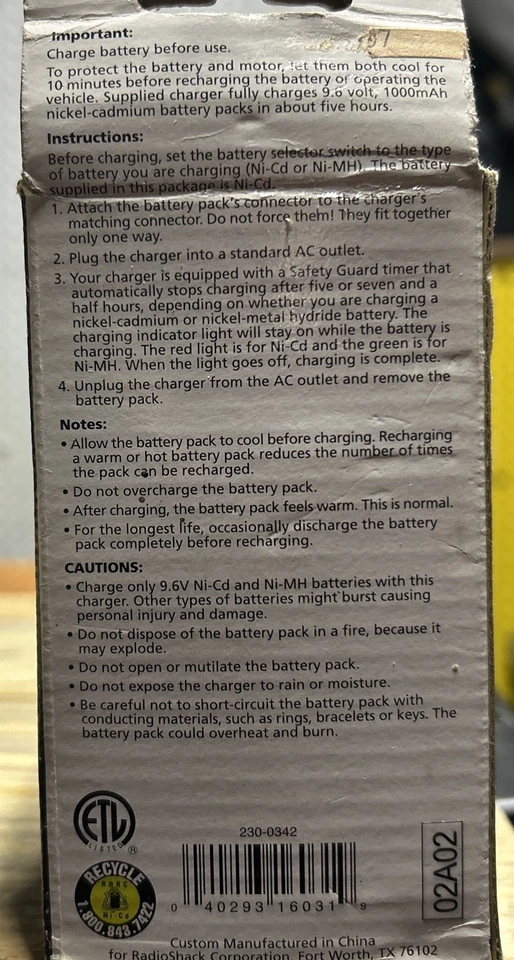 Important:
Charge battery before use.
To protect the battery and motor, let them both cool for
10 minutes before recharging the battery or operating the
vehicle. Supplied charger fully charges 9.6 volt, 1000mAh
nickel-cadmium battery packs in about five hours.
Instructions:
Before charging, set the battery selector switch to the type
of battery you are charging (Ni-Cd or Ni-MH). The battery
supplied in this package is Ni-Cd.
1. Attach the battery pack's connector to the charger's
matching connector. Do not force them! They fit together
only one way.
2. Plug the charger into a standard AC outlet.
3. Your charger is equipped with a Safety Guard timer that
automatically stops charging after five or seven and a
half hours, depending on whether you are charging a
nickel-cadmium or nickel-metal hydride battery. The
charging indicator light will stay on while the battery is
charging. The red light is for Ni-Cd and the green is for
Ni-MH. When the light goes off, charging is complete.
4. Unplug the charger from the AC outlet and remove the
battery pack.
Notes:
• Allow the battery pack to cool before charging. Recharging
a warm or hot battery pack reduces the number of times
the pack can be recharged.
• Do not overcharge the battery pack.
• After charging, the battery pack feels warm. This is normal.
• For the longest life, occasionally discharge the battery
pack completely before recharging.
CAUTIONS:
• Charge only 9.6V Ni-Cd and Ni-MH batteries with this
charger. Other types of batteries might burst causing
personal injury and damage.
• Do not dispose of the battery pack in a fire, because it
may explode.
• Do not open or mutilate the battery pack.
• Do not expose the charger to rain or moisture.
• Be careful not to short-circuit the battery pack with
conducting materials, such as rings, bracelets or keys. The
battery pack could overheat and burn.
ETL
LISTED ®
RECYCLE
RBRC
Ni-Cd
1.800.843.7422
230-0342
0 40293 16031 9
02A02
Custom Manufactured in China
for RadioShack Corporation, Fort Worth, TX 76102